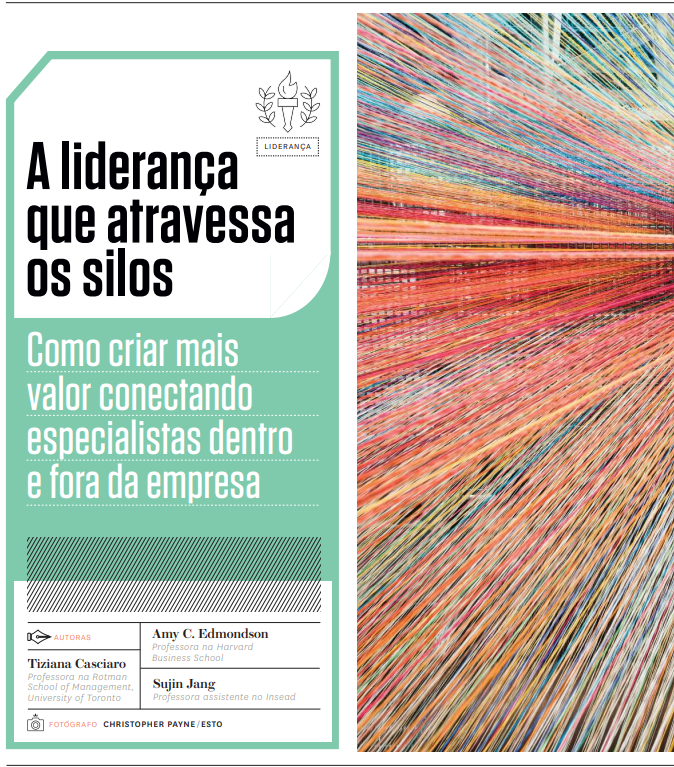 LIDERANÇA
A liderança
que atravessa
os silos
Como criar mais
valor conectando
especialistas dentro
e fora da empresa
AUTORAS
Tiziana Casciaro
Professora na Rotman
School of Management,
University of Toronto
Amy C. Edmondson
Professora na Harvard
Business School
Sujin Jang
Professora assistente no Insead
FOTÓGRAFO CHRISTOPHER PAYNE/ESTO